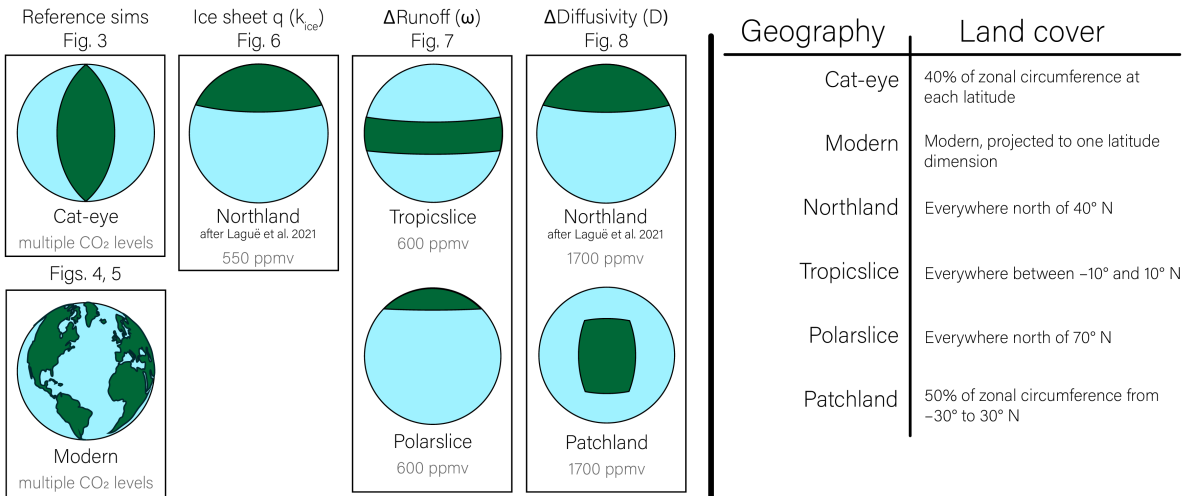 Reference sims
Fig. 3
Cat-eye
multiple CO₂ levels
Figs. 4, 5
Modern
multiple CO₂ levels
Ice sheet q (k_ice)
Fig. 6
Northland
after Laguë et al. 2021
550 ppmv
ΔRunoff (ω)
Fig. 7
Tropicslice
600 ppmv
Polarslice
600 ppmv
ΔDiffusivity (D)
Fig. 8
Northland
after Laguë et al. 2021
1700 ppmv
Patchland
1700 ppmv
Geography
Land cover
Cat-eye
40% of zonal circumference at
each latitude
Modern
Modern, projected to one latitude
dimension
Northland
Everywhere north of 40° N
Tropicslice
Everywhere between –10° and 10° N
Polarslice
Everywhere north of 70° N
Patchland
50% of zonal circumference from
–30° to 30° N